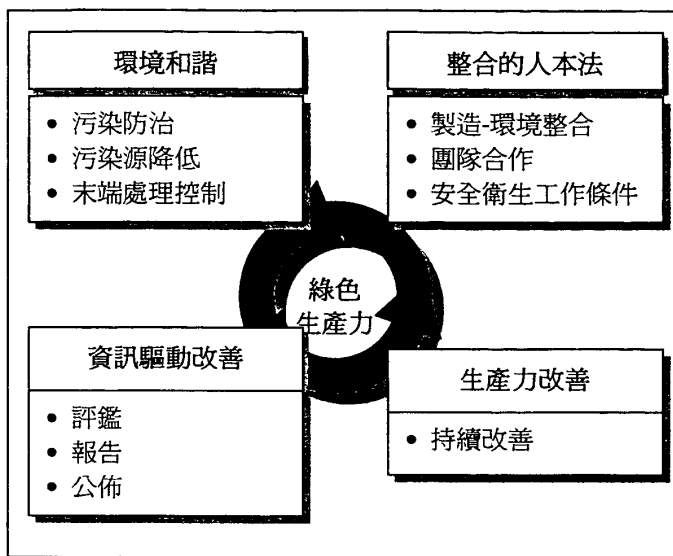 環境和諧
• 污染防治
• 污染源降低
• 末端處理控制
整合的人本法
• 製造-環境整合
• 團隊合作
• 安全衛生工作條件
綠色
生產力
資訊驅動改善
• 評鑑
• 報告
• 公佈
生產力改善
• 持續改善